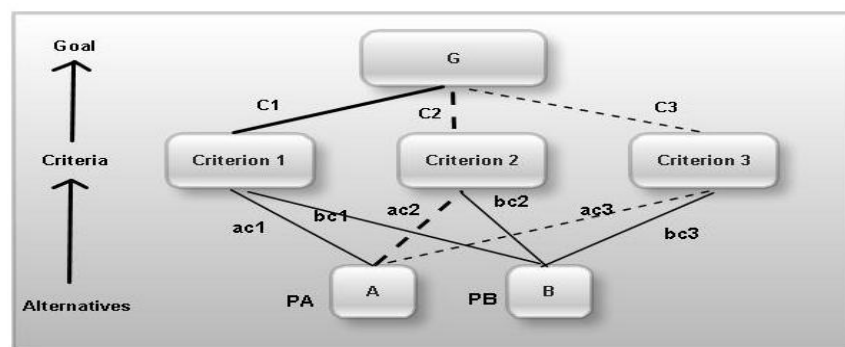 Goal
G
C1
C2
C3
Criteria
Criterion 1
Criterion 2
Criterion 3
ac1
bc1
ac2
bc2
ac3
bc3
Alternatives
PA
A
PB
B